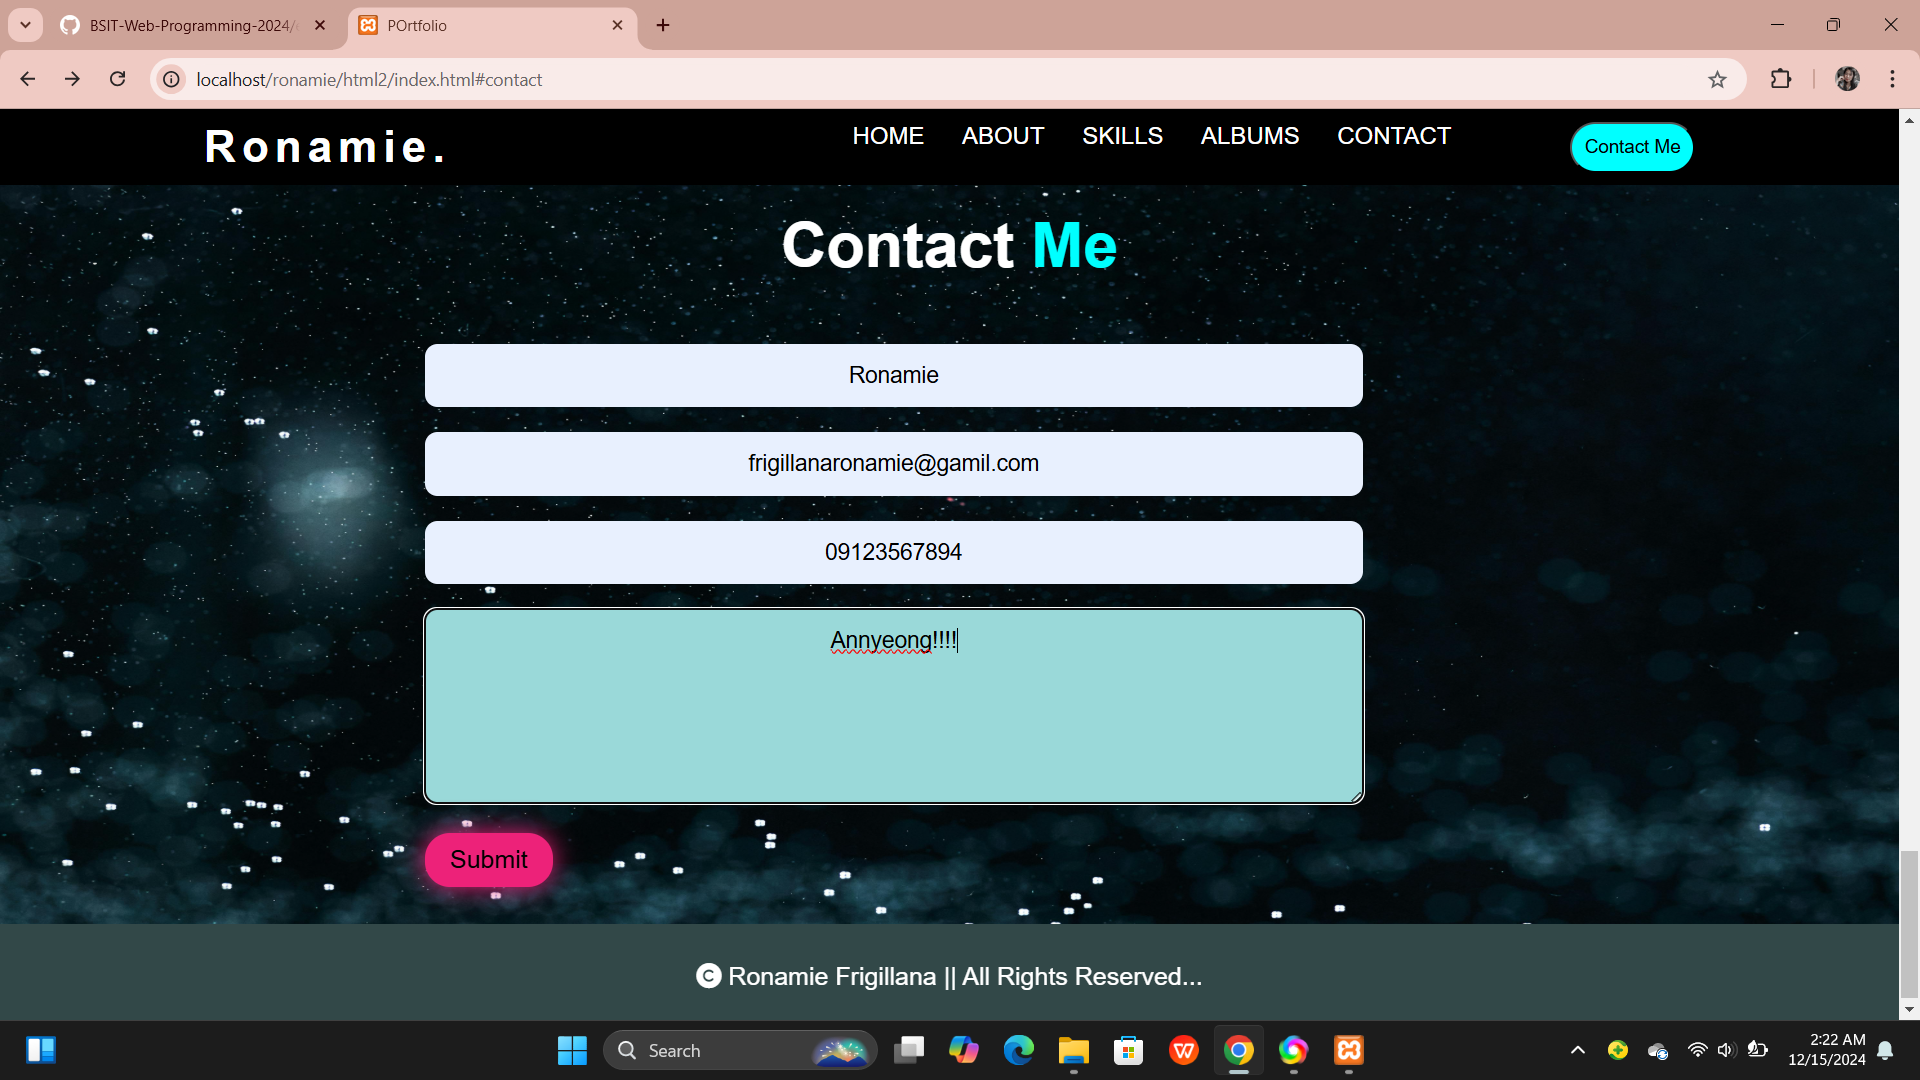 BSIT-Web-Programming-2024/
POrtfolio
localhost/ronamie/html2/index.html#contact
Ronamie.
HOME ABOUT SKILLS ALBUMS CONTACT
Contact Me
Contact Me
Ronamie
frigillanaronamie@gamil.com
09123567894
Annyeong!!!!
Submit
C Ronamie Frigillana || All Rights Reserved...
Search
2:22 AM
12/15/2024